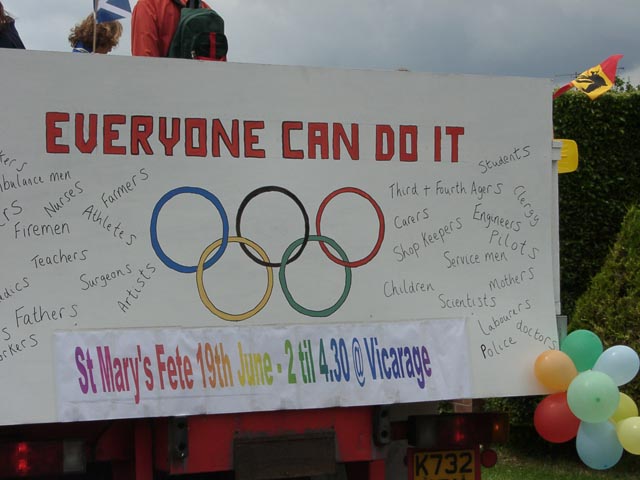 EVERYONE CAN DO IT
Ambulance men
Nurses
Farmers
Firemen
Athletes
Teachers
Surgeons
Artists
Fathers
Students
Third + Fourth Agers
Clergy
Carers
Engineers
Shop Keepers
Pilots
Service men
Children
Mothers
Scientists
Labourers
doctors
Police
St Mary's Fete 19th June - 2 til 4.30 @ Vicarage
K732